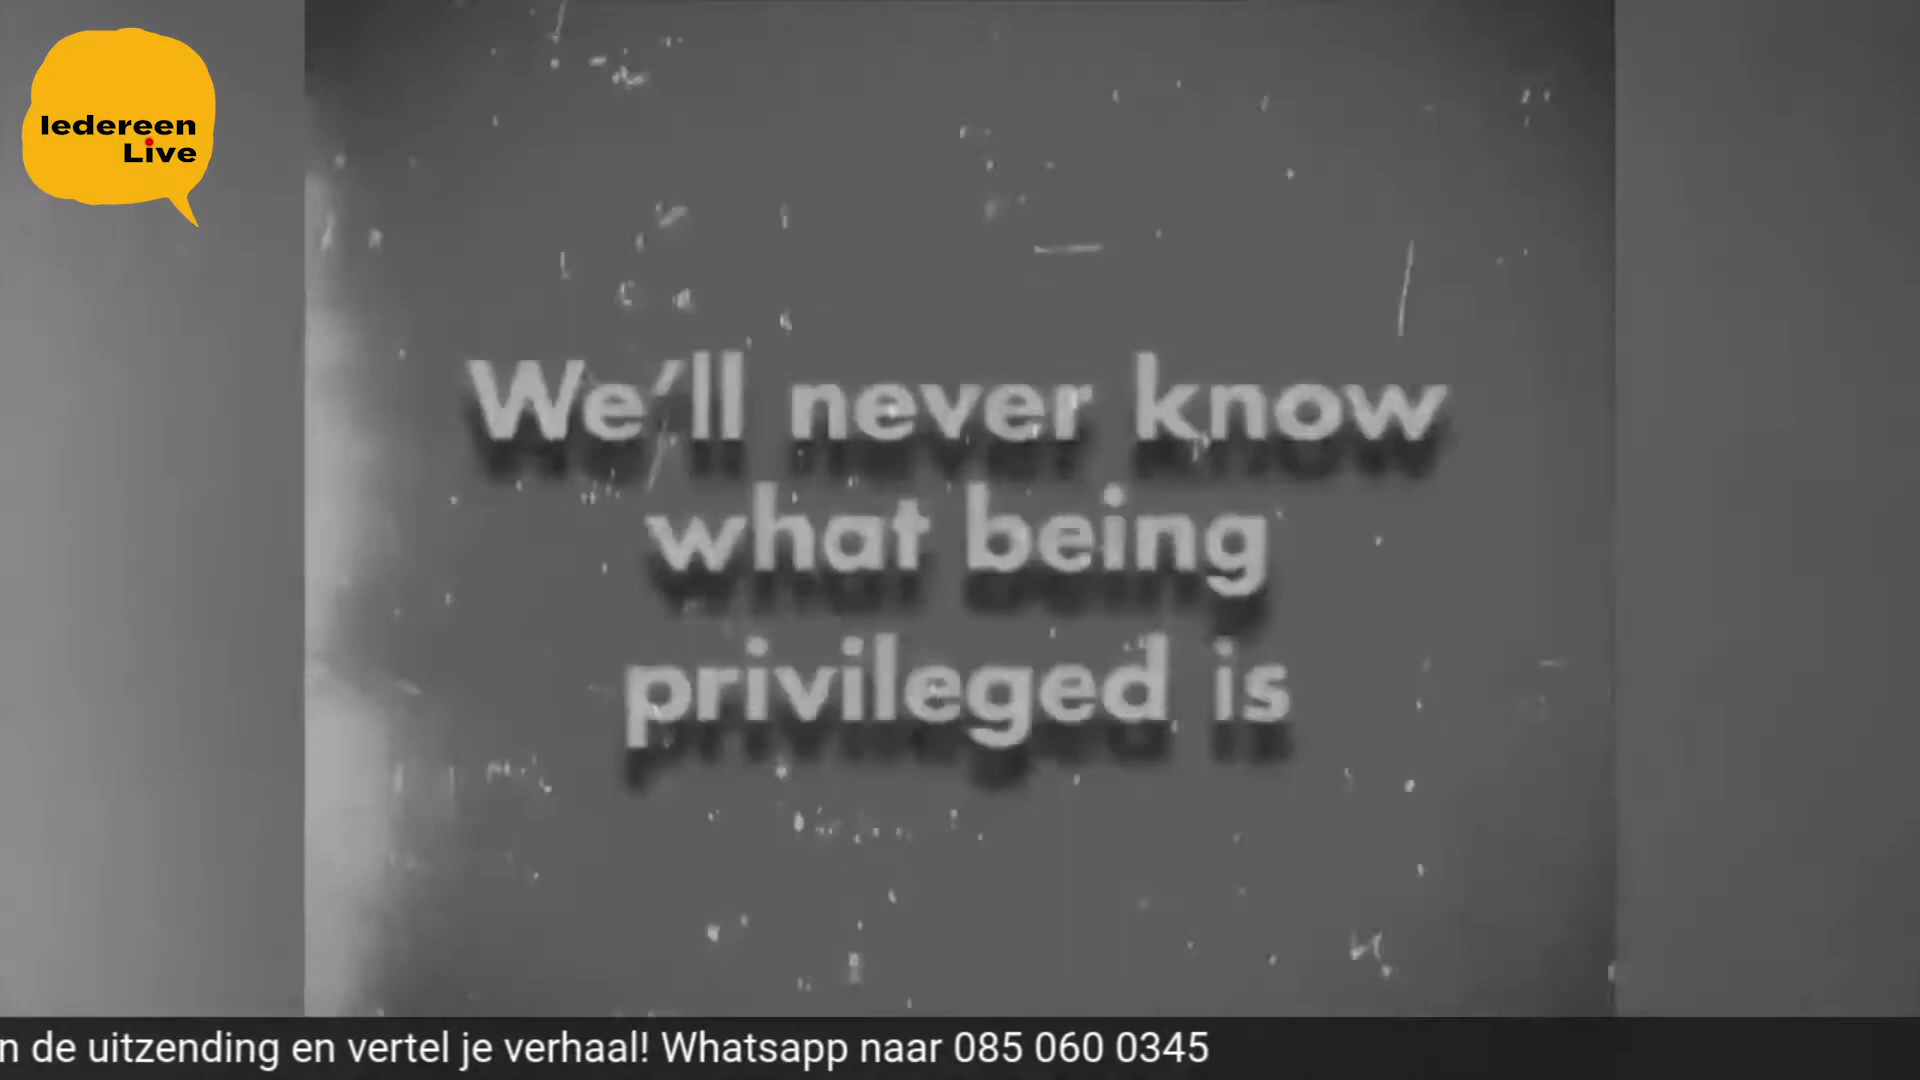 Iedereen
Live
We'll never know
what being
privileged is
n de uitzending en vertel je verhaal! Whatsapp naar 085 060 0345